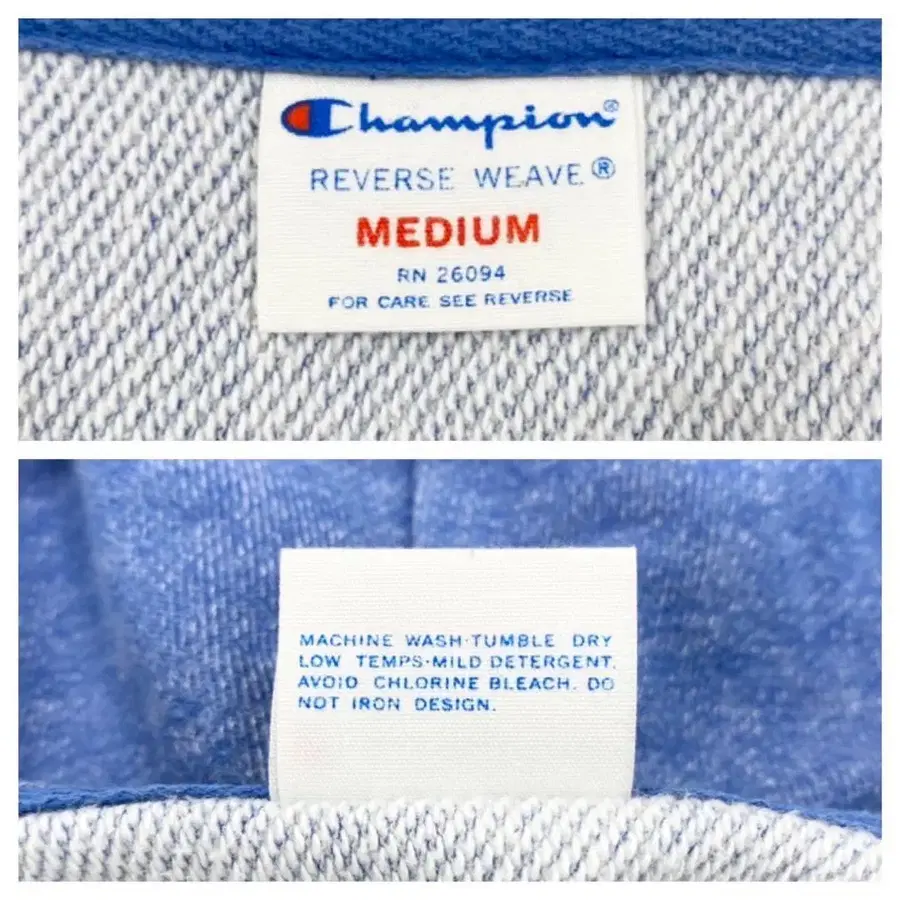 Champion®
REVERSE WEAVE®
MEDIUM
RN 26094
FOR CARE SEE REVERSE
MACHINE WASH·TUMBLE DRY
LOW TEMPS·MILD DETERGENT.
AVOID CHLORINE BLEACH. DO
NOT IRON DESIGN.